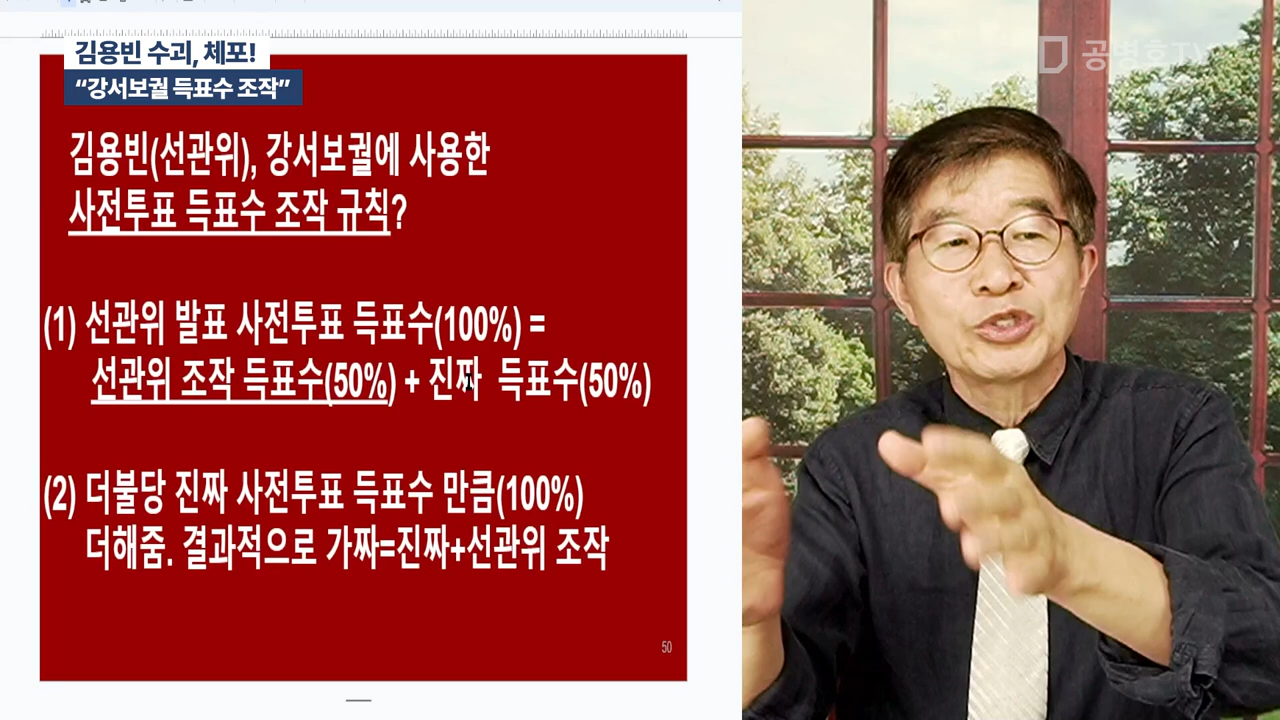 김용빈 수괴, 체포!
“강서보궐 득표수 조작”
공병호TV
김용빈(선관위), 강서보궐에 사용한
사전투표 득표수 조작 규칙?
(1) 선관위 발표 사전투표 득표수(100%) =
선관위 조작 득표수(50%) + 진짜 득표수(50%)
(2) 더불당 진짜 사전투표 득표수 만큼(100%)
더해줌. 결과적으로 가짜=진짜+선관위 조작
50